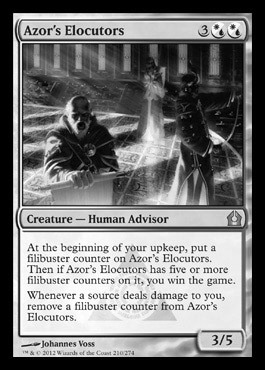 Azor's Elocutors 3
Creature — Human Advisor
At the beginning of your upkeep, put a
filibuster counter on Azor's Elocutors.
Then if Azor's Elocutors has five or more
filibuster counters on it, you win the game.
Whenever a source deals damage to you,
remove a filibuster counter from Azor's
Elocutors.
Johannes Voss
™ & © 2012 Wizards of the Coast 210/274
3/5